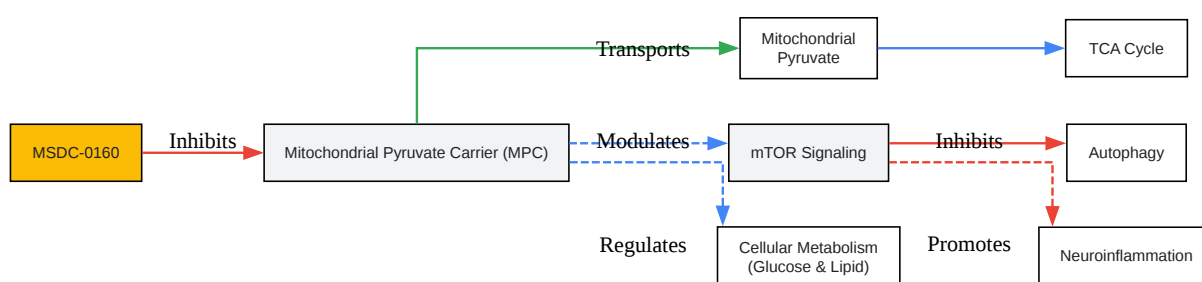 Transports
Mitochondrial
Pyruvate
TCA Cycle
MSDC-0160
Inhibits
Mitochondrial Pyruvate Carrier (MPC)
Modulates
mTOR Signaling
Inhibits
Autophagy
Regulates
Cellular Metabolism
(Glucose & Lipid)
Promotes
Neuroinflammation